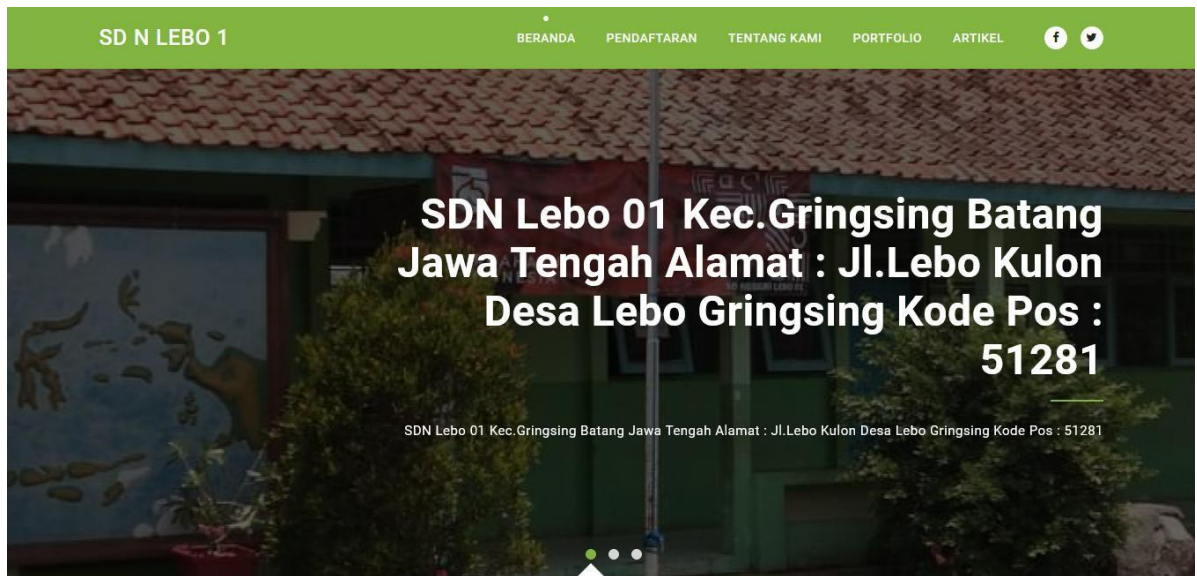 SD N LEBO 1
BERANDA PENDAFTARAN TENTANG KAMI PORTFOLIO ARTIKEL
SDN Lebo 01 Kec.Gringsing Batang
Jawa Tengah Alamat : Jl.Lebo Kulon
Desa Lebo Gringsing Kode Pos :
51281
SDN Lebo 01 Kec.Gringsing Batang Jawa Tengah Alamat : Jl.Lebo Kulon Desa Lebo Gringsing Kode Pos : 51281